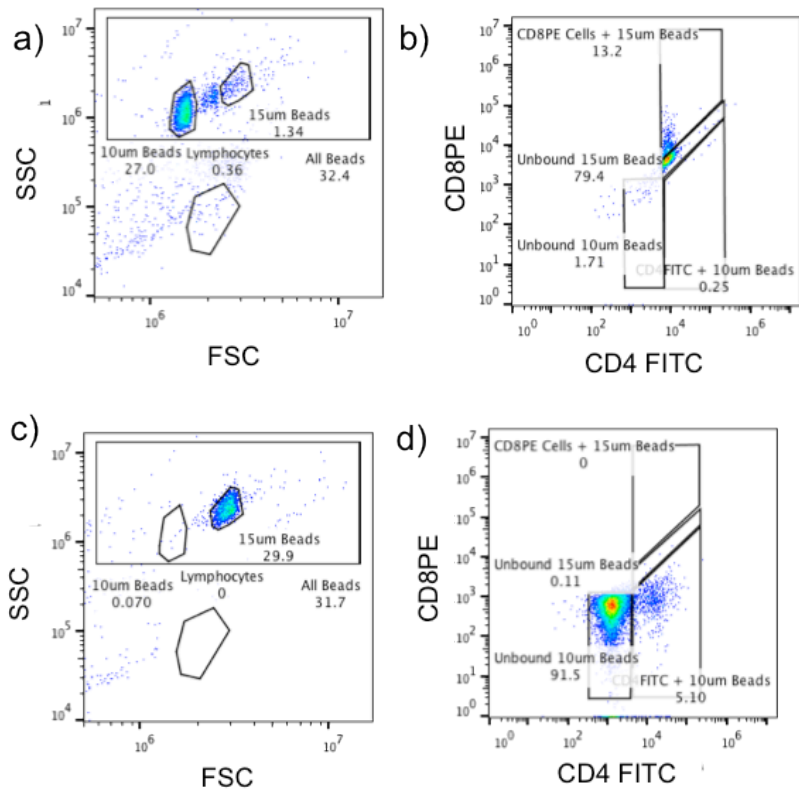 a)
10⁷
10⁶
10⁵
10⁴
SSC
15um Beads
1.34
10um Beads
27.0
Lymphocytes
0.36
All Beads
32.4
10⁶
10⁷
FSC
b)
10⁷
10⁶
10⁵
10⁴
10³
10²
10¹
10⁰
CD8PE
CD8PE Cells + 15um Beads
13.2
Unbound 15um Beads
79.4
Unbound 10um Beads
1.71
CD4FITC + 10um Beads
0.25
10⁰
10²
10⁴
10⁶
CD4 FITC
c)
10⁷
10⁶
10⁵
10⁴
SSC
15um Beads
29.9
10um Beads
0.070
Lymphocytes
0
All Beads
31.7
10⁶
10⁷
FSC
d)
10⁷
10⁶
10⁵
10⁴
10³
10²
10¹
10⁰
CD8PE
CD8PE Cells + 15um Beads
0
Unbound 15um Beads
0.11
Unbound 10um Beads
91.5
CD4FITC + 10um Beads
5.10
10⁰
10²
10⁴
10⁶
CD4 FITC